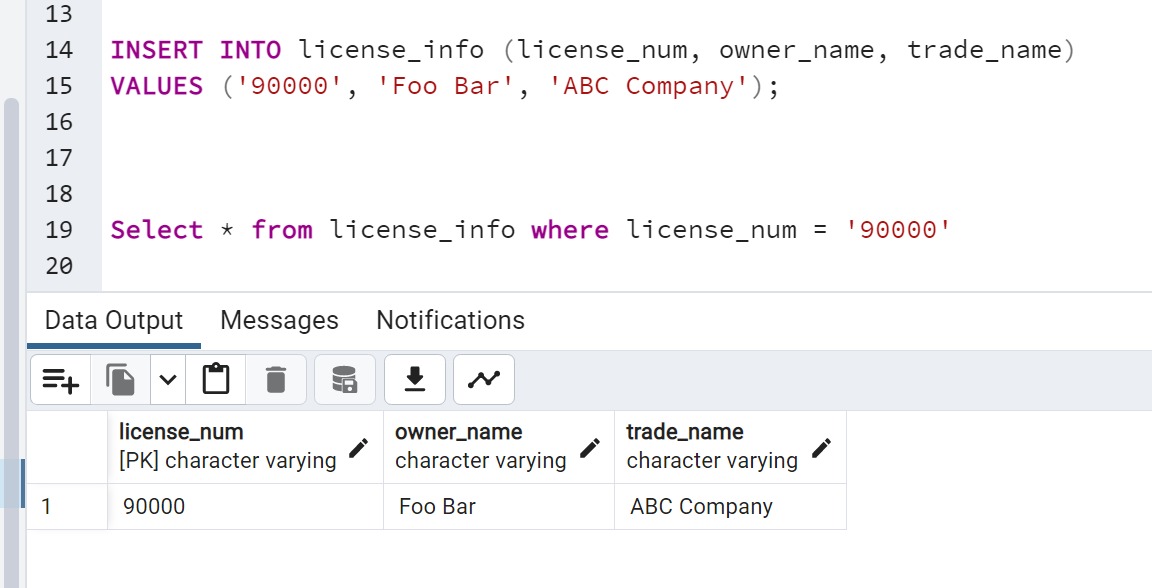 13
14 INSERT INTO license_info (license_num, owner_name, trade_name)
15 VALUES ('90000', 'Foo Bar', 'ABC Company');
16
17
18
19 Select * from license_info where license_num = '90000'
20
Data Output Messages Notifications
license_num owner_name trade_name
[PK] character varying character varying character varying
1 90000 Foo Bar ABC Company